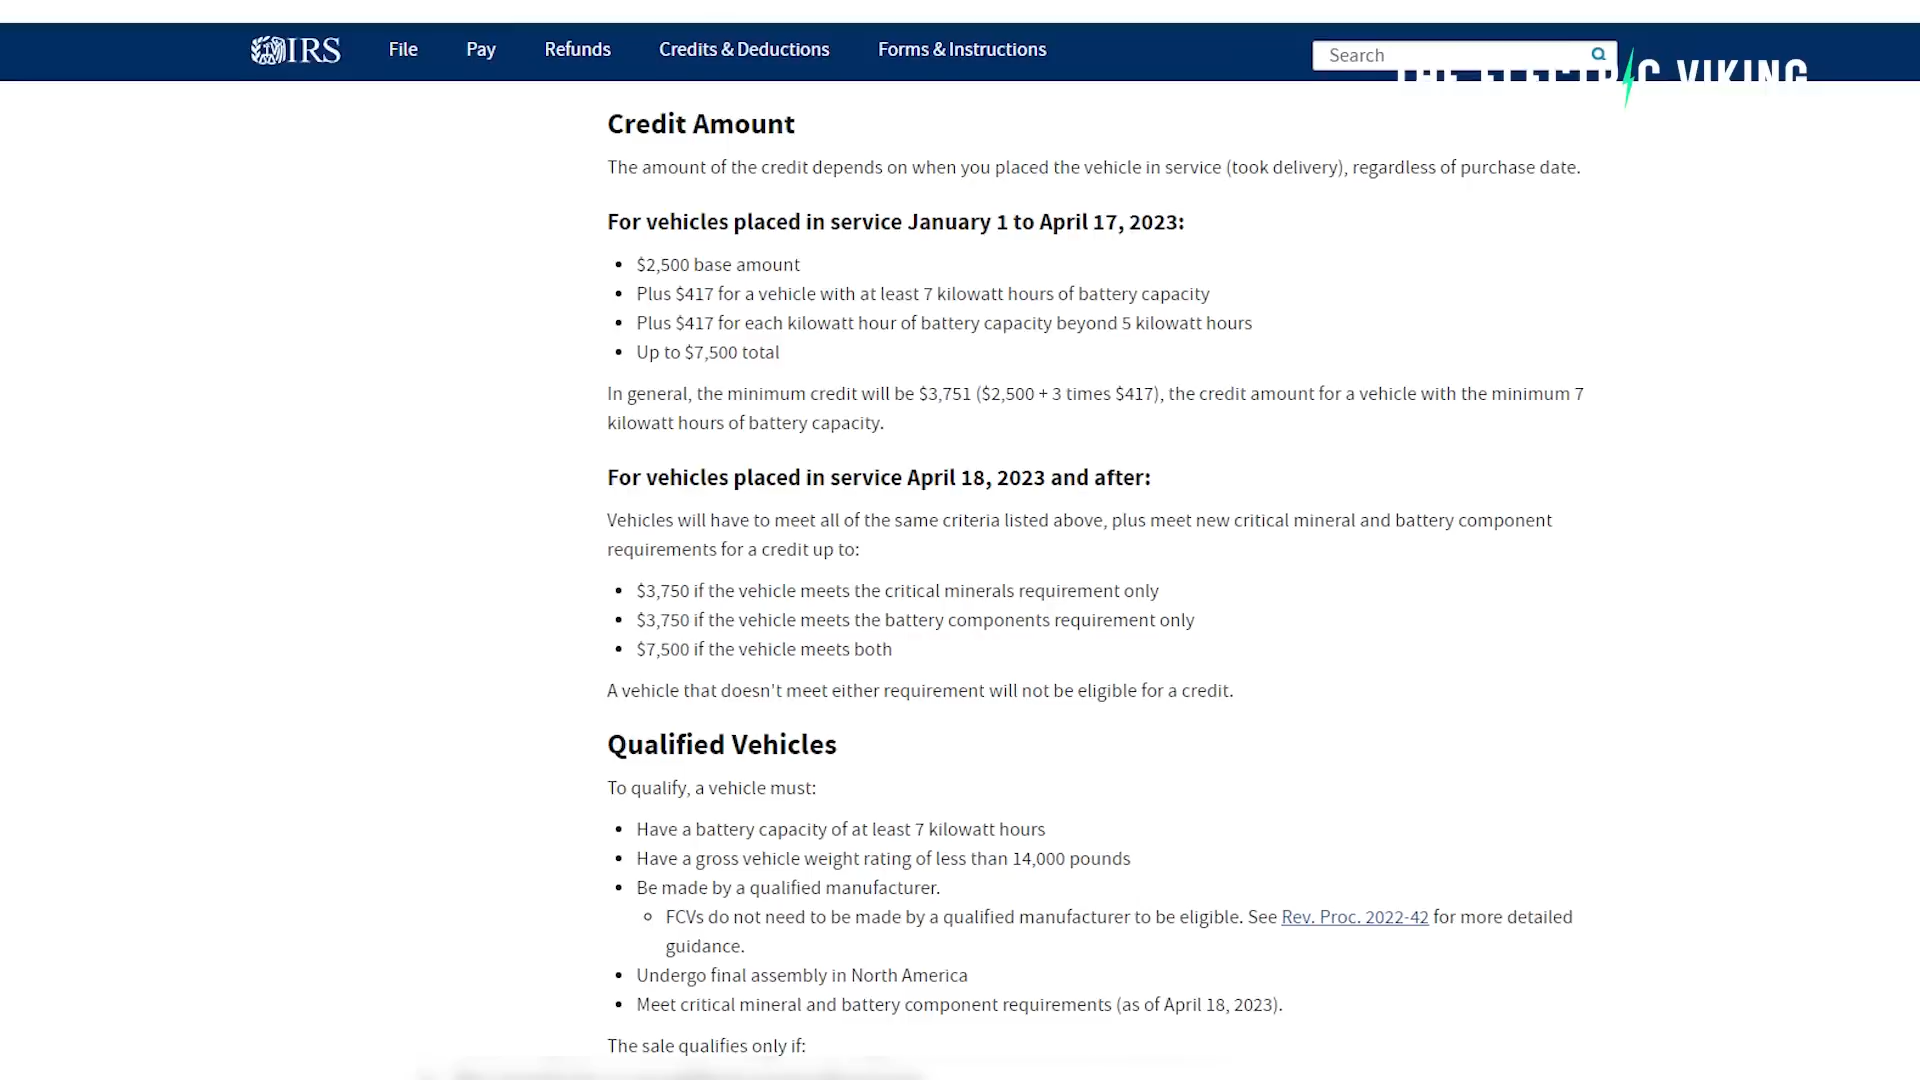 IRS File Pay Refunds Credits & Deductions Forms & Instructions Search
THE ELECTRIC VIKING
Credit Amount
The amount of the credit depends on when you placed the vehicle in service (took delivery), regardless of purchase date.
For vehicles placed in service January 1 to April 17, 2023:
• $2,500 base amount
• Plus $417 for a vehicle with at least 7 kilowatt hours of battery capacity
• Plus $417 for each kilowatt hour of battery capacity beyond 5 kilowatt hours
• Up to $7,500 total
In general, the minimum credit will be $3,751 ($2,500 + 3 times $417), the credit amount for a vehicle with the minimum 7
kilowatt hours of battery capacity.
For vehicles placed in service April 18, 2023 and after:
Vehicles will have to meet all of the same criteria listed above, plus meet new critical mineral and battery component
requirements for a credit up to:
• $3,750 if the vehicle meets the critical minerals requirement only
• $3,750 if the vehicle meets the battery components requirement only
• $7,500 if the vehicle meets both
A vehicle that doesn't meet either requirement will not be eligible for a credit.
Qualified Vehicles
To qualify, a vehicle must:
• Have a battery capacity of at least 7 kilowatt hours
• Have a gross vehicle weight rating of less than 14,000 pounds
• Be made by a qualified manufacturer.
◦ FCVs do not need to be made by a qualified manufacturer to be eligible. See Rev. Proc. 2022-42 for more detailed
guidance.
• Undergo final assembly in North America
• Meet critical mineral and battery component requirements (as of April 18, 2023).
The sale qualifies only if: